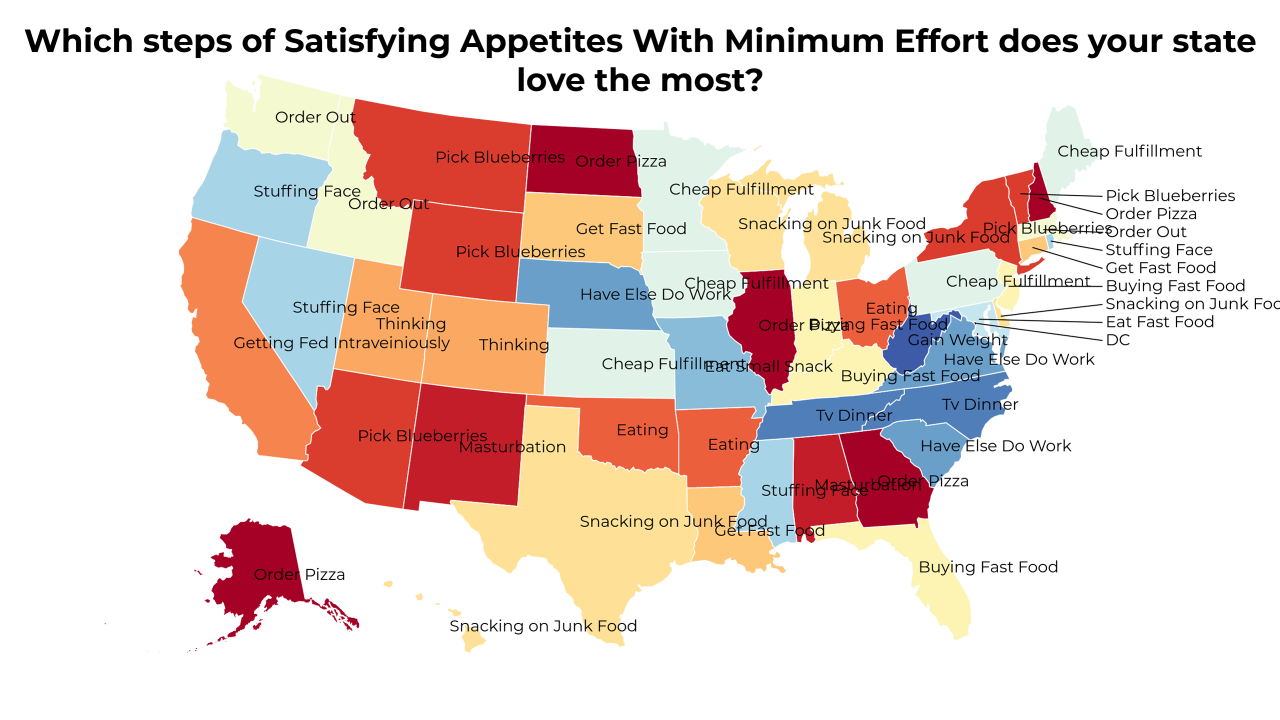 Which steps of Satisfying Appetites With Minimum Effort does your state
love the most?
Order Out
Cheap Fulfillment
Pick Blueberries
Order Pizza
Cheap Fulfillment
Stuffing Face
Order Out
Pick Blueberries
Order Pizza
Snacking on Junk Food
Get Fast Food
Pick Blueberries
Order Out
Snacking on Junk Food
Stuffing Face
Pick Blueberries
Get Fast Food
Cheap Fulfillment
Cheap Fulfillment
Buying Fast Food
Have Else Do Work
Snacking on Junk Foo
Stuffing Face
Eating
Thinking
Order Pizza
Buying Fast Food
Eat Fast Food
Getting Fed Intraveiniously
Thinking
Gain Weight
DC
Cheap Fulfillment
Eat Small Snack
Have Else Do Work
Buying Fast Food
Tv Dinner
Tv Dinner
Pick Blueberries
Masturbation
Eating
Eating
Have Else Do Work
Stuffing Face
Masturbation
Order Pizza
Snacking on Junk Food
Get Fast Food
Order Pizza
Buying Fast Food
Snacking on Junk Food